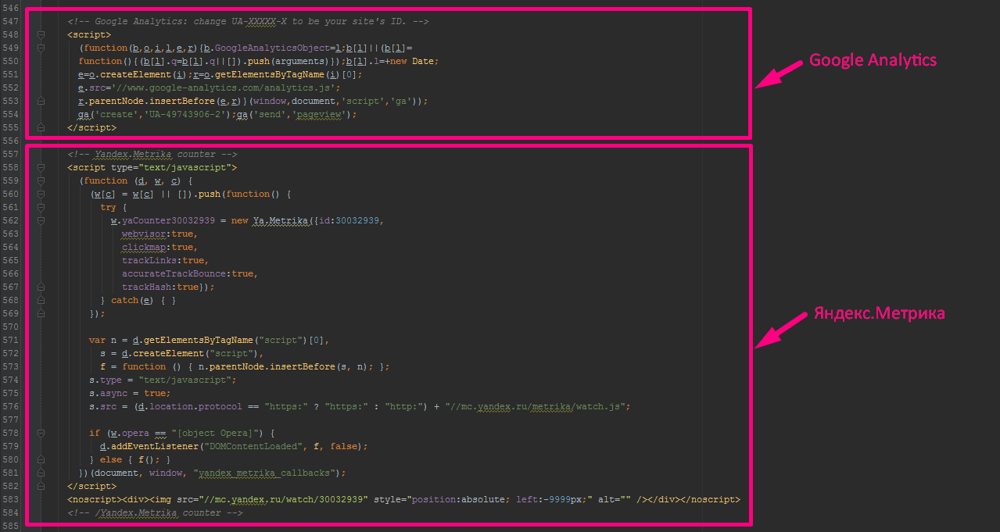 546
547 <!-- Google Analytics: change UA-XXXXX-X to be your site's ID. -->
548 <script>
549 (function(b,o,i,l,e,r){b.GoogleAnalyticsObject=l;b[l]||(b[l]=
550 function(){(b[l].q=b[l].q||[]).push(arguments)});b[l].l=+new Date;
551 e=o.createElement(i);r=o.getElementsByTagName(i)[0];
Google Analytics
552 e.src='//www.google-analytics.com/analytics.js';
553 r.parentNode.insertBefore(e,r)}(window,document,'script','ga'));
554 ga('create','UA-49743906-2');ga('send','pageview');
555 </script>
556
557 <!-- Yandex.Metrika counter -->
558 <script type="text/javascript">
559 (function (d, w, c) {
560 (w[c] = w[c] || []).push(function() {
561 try {
562 w.yaCounter30032939 = new Ya.Metrika({id:30032939,
563 webvisor:true,
564 clickmap:true,
565 trackLinks:true,
566 accurateTrackBounce:true,
567 trackHash:true});
568 } catch(e) { }
569 });
Яндекс.Метрика
570
571 var n = d.getElementsByTagName("script")[0],
572 s = d.createElement("script"),
573 f = function () { n.parentNode.insertBefore(s, n); };
574 s.type = "text/javascript";
575 s.async = true;
576 s.src = (d.location.protocol == "https:" ? "https:" : "http:") + "//mc.yandex.ru/metrika/watch.js";
577
578 if (w.opera == "[object Opera]") {
579 d.addEventListener("DOMContentLoaded", f, false);
580 } else { f(); }
581 })(document, window, "yandex_metrika_callbacks");
582 </script>
583 <noscript><div><img src="//mc.yandex.ru/watch/30032939" style="position:absolute; left:-9999px;" alt="" /></div></noscript>
584 <!-- /Yandex.Metrika counter -->
585